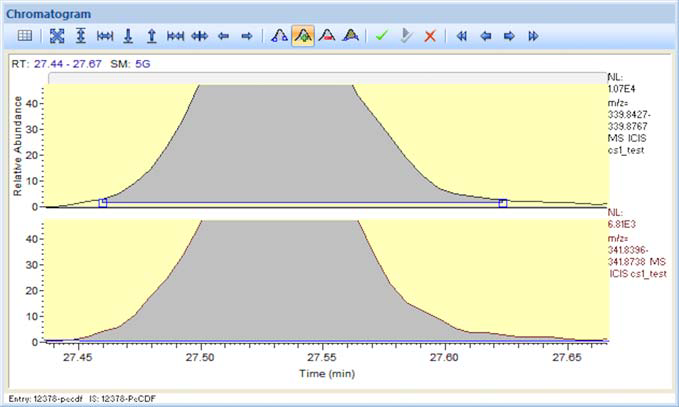 Chromatogram
RT: 27.44 - 27.67 SM: 5G
NL:
1.07E4
m/z=
339.8427-
339.8767
MS ICIS
cs1_test
Relative Abundance
40
30
20
10
0
NL:
6.81E3
m/z=
341.8396-
341.8738 MS
ICIS cs1_test
40
30
20
10
0
27.45 27.50 27.55 27.60 27.65
Time (min)
Entry: 12378-pecdf IS: 12378-PeCDF